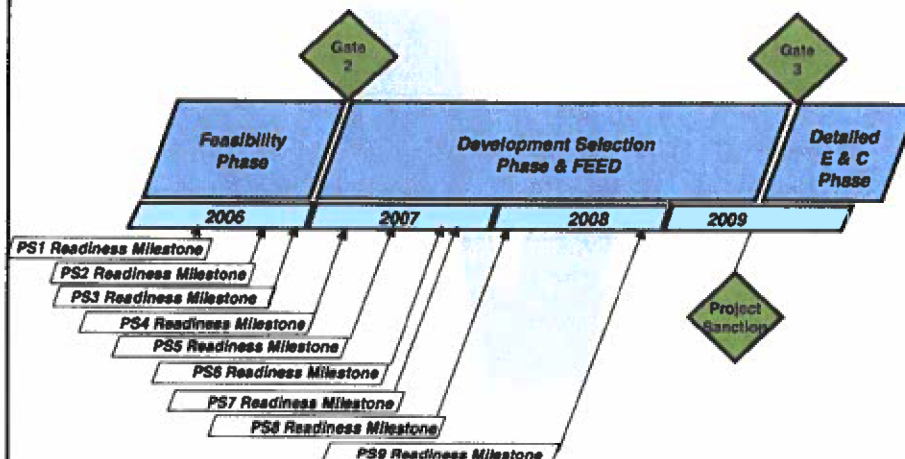 Gate
2
Gate
3
Feasibility
Phase
Development Selection
Phase & FEED
Detailed
E & C
Phase
2006
2007
2008
2009
PS1 Readiness Milestone
PS2 Readiness Milestone
PS3 Readiness Milestone
PS4 Readiness Milestone
PS5 Readiness Milestone
PS6 Readiness Milestone
PS7 Readiness Milestone
PS8 Readiness Milestone
PS9 Readiness Milestone
Project
Sanction